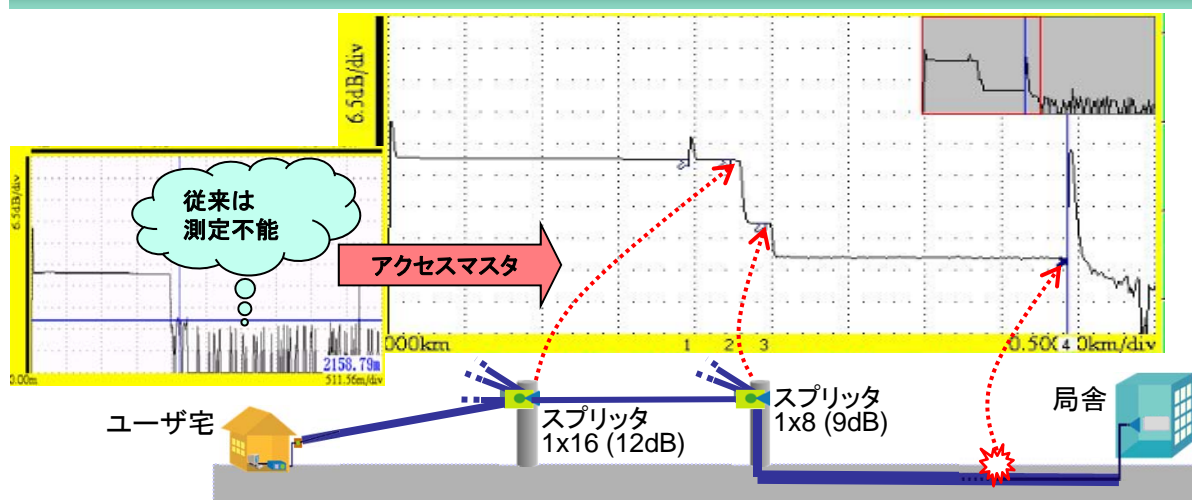 6.5dB/div
従来は
測定不能
6.5dB/div
アクセスマスタ
2158.79m
0.00m
511.56m/div
000km
1
2
3
0.50
4
0km/div
ユーザ宅
スプリッタ
1x16 (12dB)
スプリッタ
1x8 (9dB)
局舎